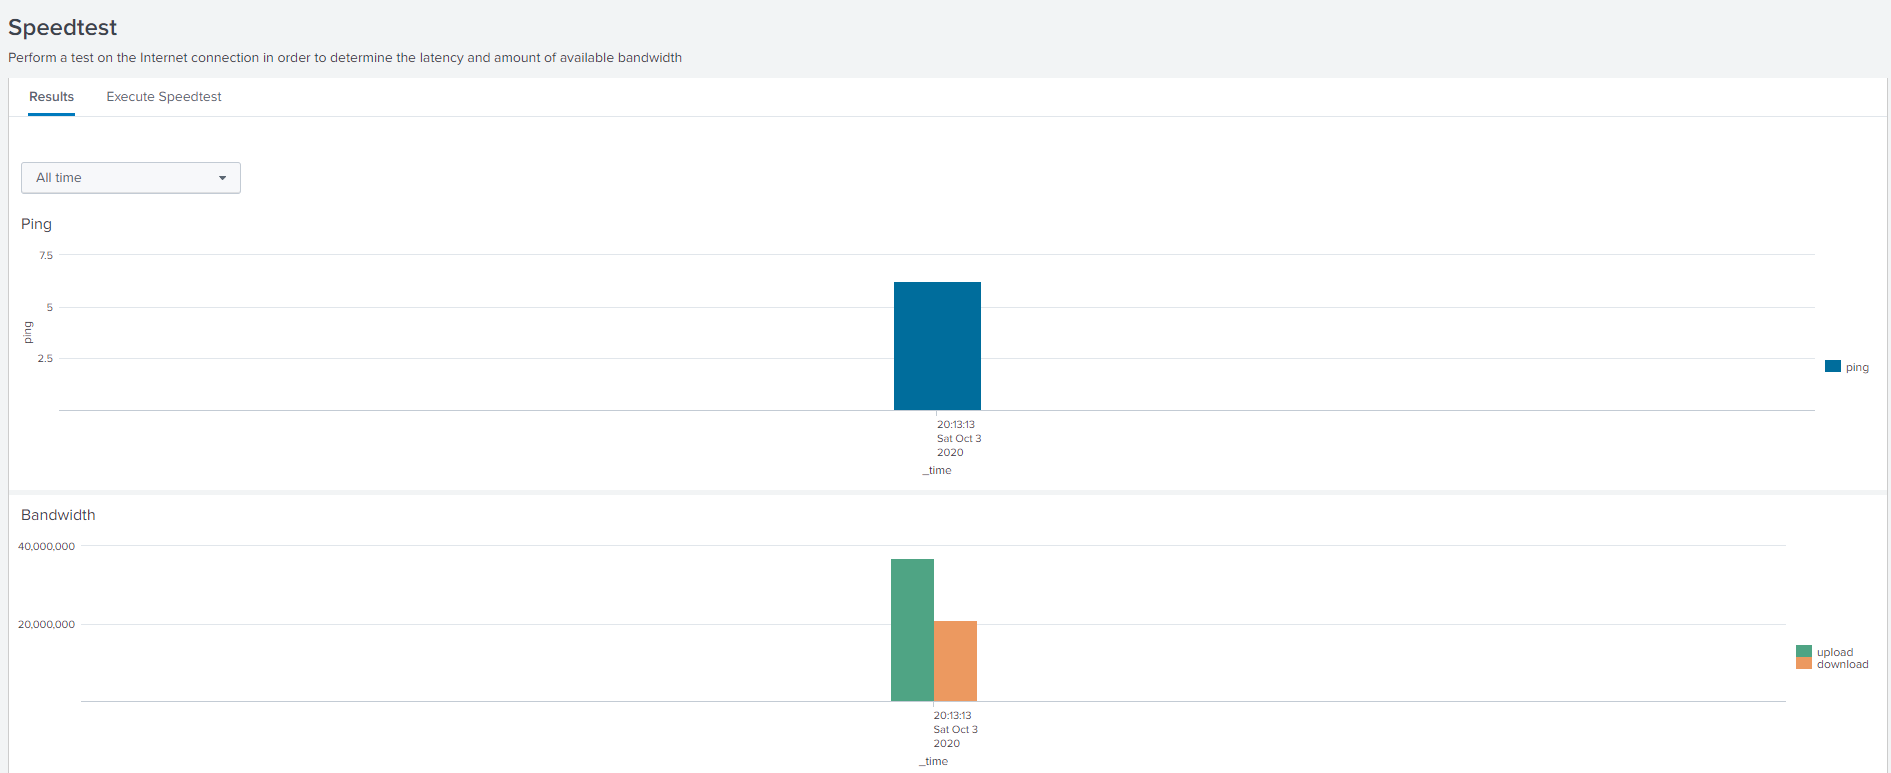 Speedtest
Perform a test on the Internet connection in order to determine the latency and amount of available bandwidth
Results
Execute Speedtest
All time
Ping
7.5
5
2.5
ping
ping
20:13:13
Sat Oct 3
2020
_time
Bandwidth
40,000,000
20,000,000
upload
download
20:13:13
Sat Oct 3
2020
_time